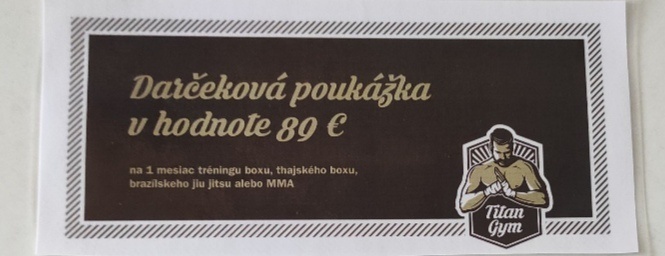 Darčeková poukážka
v hodnote 89 €
na 1 mesiac tréningu boxu, thajského boxu,
brazílskeho jiu jitsu alebo MMA
Titan
Gym